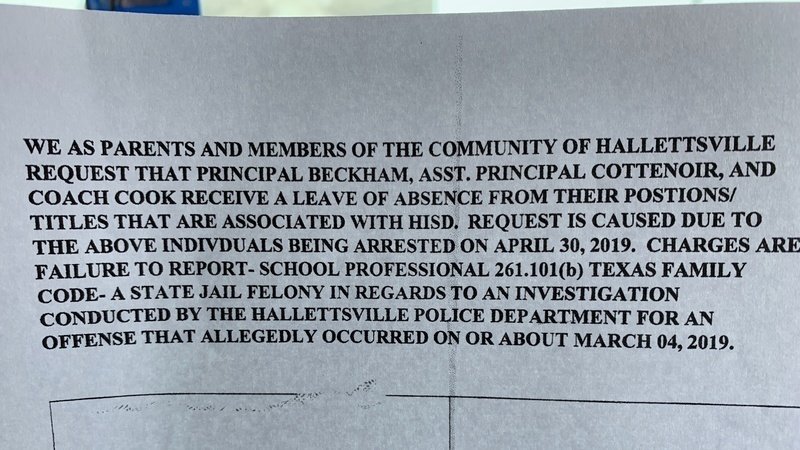 WE AS PARENTS AND MEMBERS OF THE COMMUNITY OF HALLETTSVILLE
REQUEST THAT PRINCIPAL BECKHAM, ASST. PRINCIPAL COTTENOIR, AND
COACH COOK RECEIVE A LEAVE OF ABSENCE FROM THEIR POSTIONS/
TITLES THAT ARE ASSOCIATED WITH HISD. REQUEST IS CAUSED DUE TO
THE ABOVE INDIVDUALS BEING ARRESTED ON APRIL 30, 2019. CHARGES ARE
FAILURE TO REPORT- SCHOOL PROFESSIONAL 261.101(b) TEXAS FAMILY
CODE- A STATE JAIL FELONY IN REGARDS TO AN INVESTIGATION
CONDUCTED BY THE HALLETTSVILLE POLICE DEPARTMENT FOR AN
OFFENSE THAT ALLEGEDLY OCCURRED ON OR ABOUT MARCH 04, 2019.